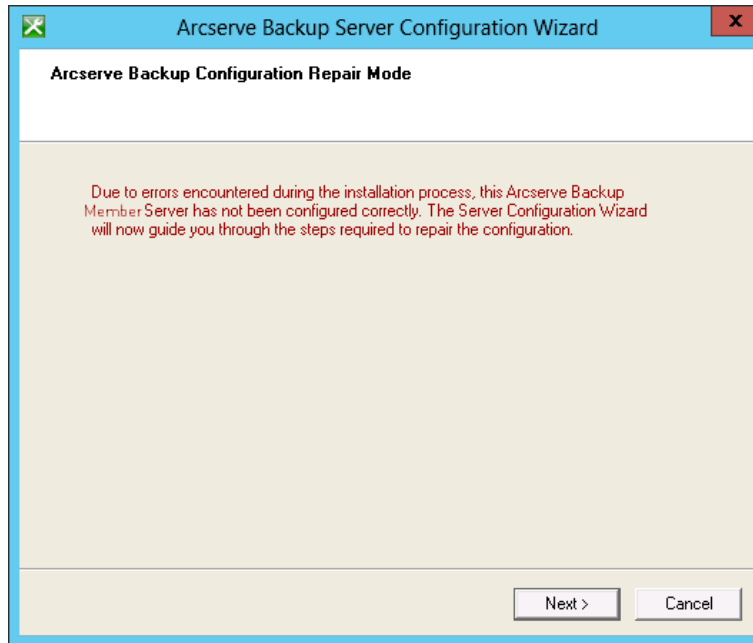 Arcserve Backup Server Configuration Wizard
x
Arcserve Backup Configuration Repair Mode
Due to errors encountered during the installation process, this Arcserve Backup
Member Server has not been configured correctly. The Server Configuration Wizard
will now guide you through the steps required to repair the configuration.
Next >
Cancel